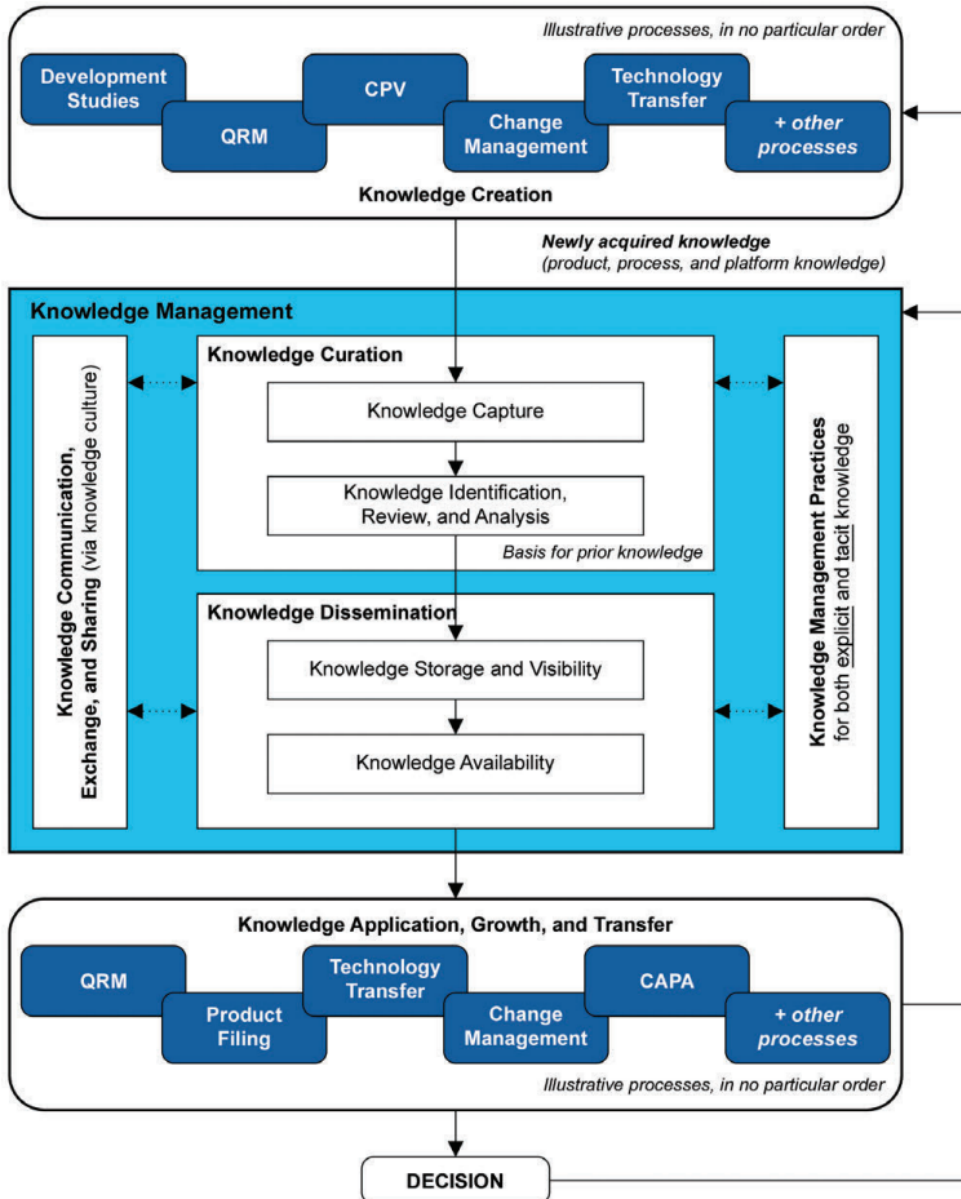 Illustrative processes, in no particular order
Development
Studies
QRM
CPV
Change
Management
Technology
Transfer
+ other
processes
Knowledge Creation
Newly acquired knowledge
(product, process, and platform knowledge)
Knowledge Management
Knowledge Communication,
Exchange, and Sharing (via knowledge culture)
Knowledge Curation
Knowledge Capture
Knowledge Identification,
Review, and Analysis
Basis for prior knowledge
Knowledge Dissemination
Knowledge Storage and Visibility
Knowledge Availability
Knowledge Management Practices
for both explicit and tacit knowledge
Knowledge Application, Growth, and Transfer
QRM
Product
Filing
Technology
Transfer
Change
Management
CAPA
+ other
processes
Illustrative processes, in no particular order
DECISION